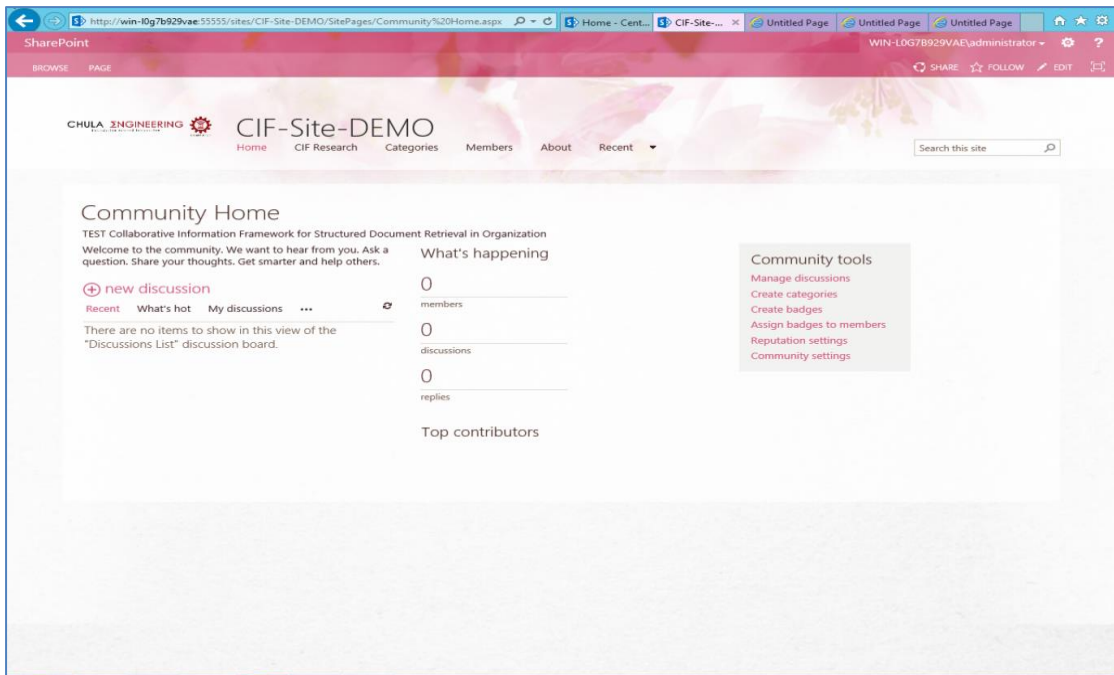 http://win-l0g7b929vae:55555/sites/CIF-Site-DEMO/SitePages/Community%20Home.aspx
Home - Cent...
CIF-Site-...
Untitled Page
Untitled Page
Untitled Page
SharePoint
WIN-L0G7B929VAE\administrator
BROWSE PAGE
SHARE FOLLOW EDIT
CHULA ΣNGINEERING
CIF-Site-DEMO
Home CIF Research Categories Members About Recent
Search this site
Community Home
TEST Collaborative Information Framework for Structured Document Retrieval in Organization
Welcome to the community. We want to hear from you. Ask a
question. Share your thoughts. Get smarter and help others.
new discussion
Recent What's hot My discussions ...
There are no items to show in this view of the
"Discussions List" discussion board.
What's happening
0
members
0
discussions
0
replies
Top contributors
Community tools
Manage discussions
Create categories
Create badges
Assign badges to members
Reputation settings
Community settings